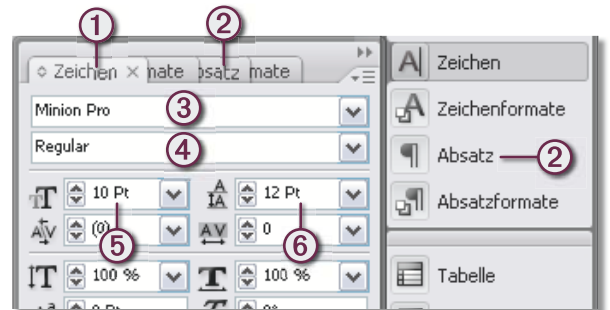 1
2
Zeichen × mate bsatz mate
Minion Pro
3
Regular
4
10 Pt
12 Pt
(0)
0
5
6
100 %
100 %
Zeichen
Zeichenformate
Absatz
2
Absatzformate
Tabelle